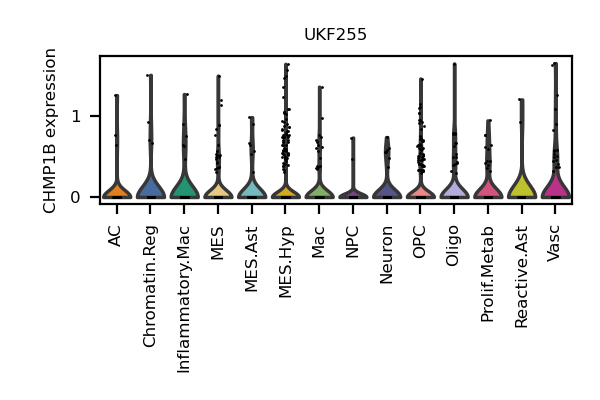 UKF255
CHMP1B expression
1
0
AC
Chromatin.Reg
Inflammatory.Mac
MES
MES.Ast
MES.Hyp
Mac
NPC
Neuron
OPC
Oligo
Prolif.Metab
Reactive.Ast
Vasc